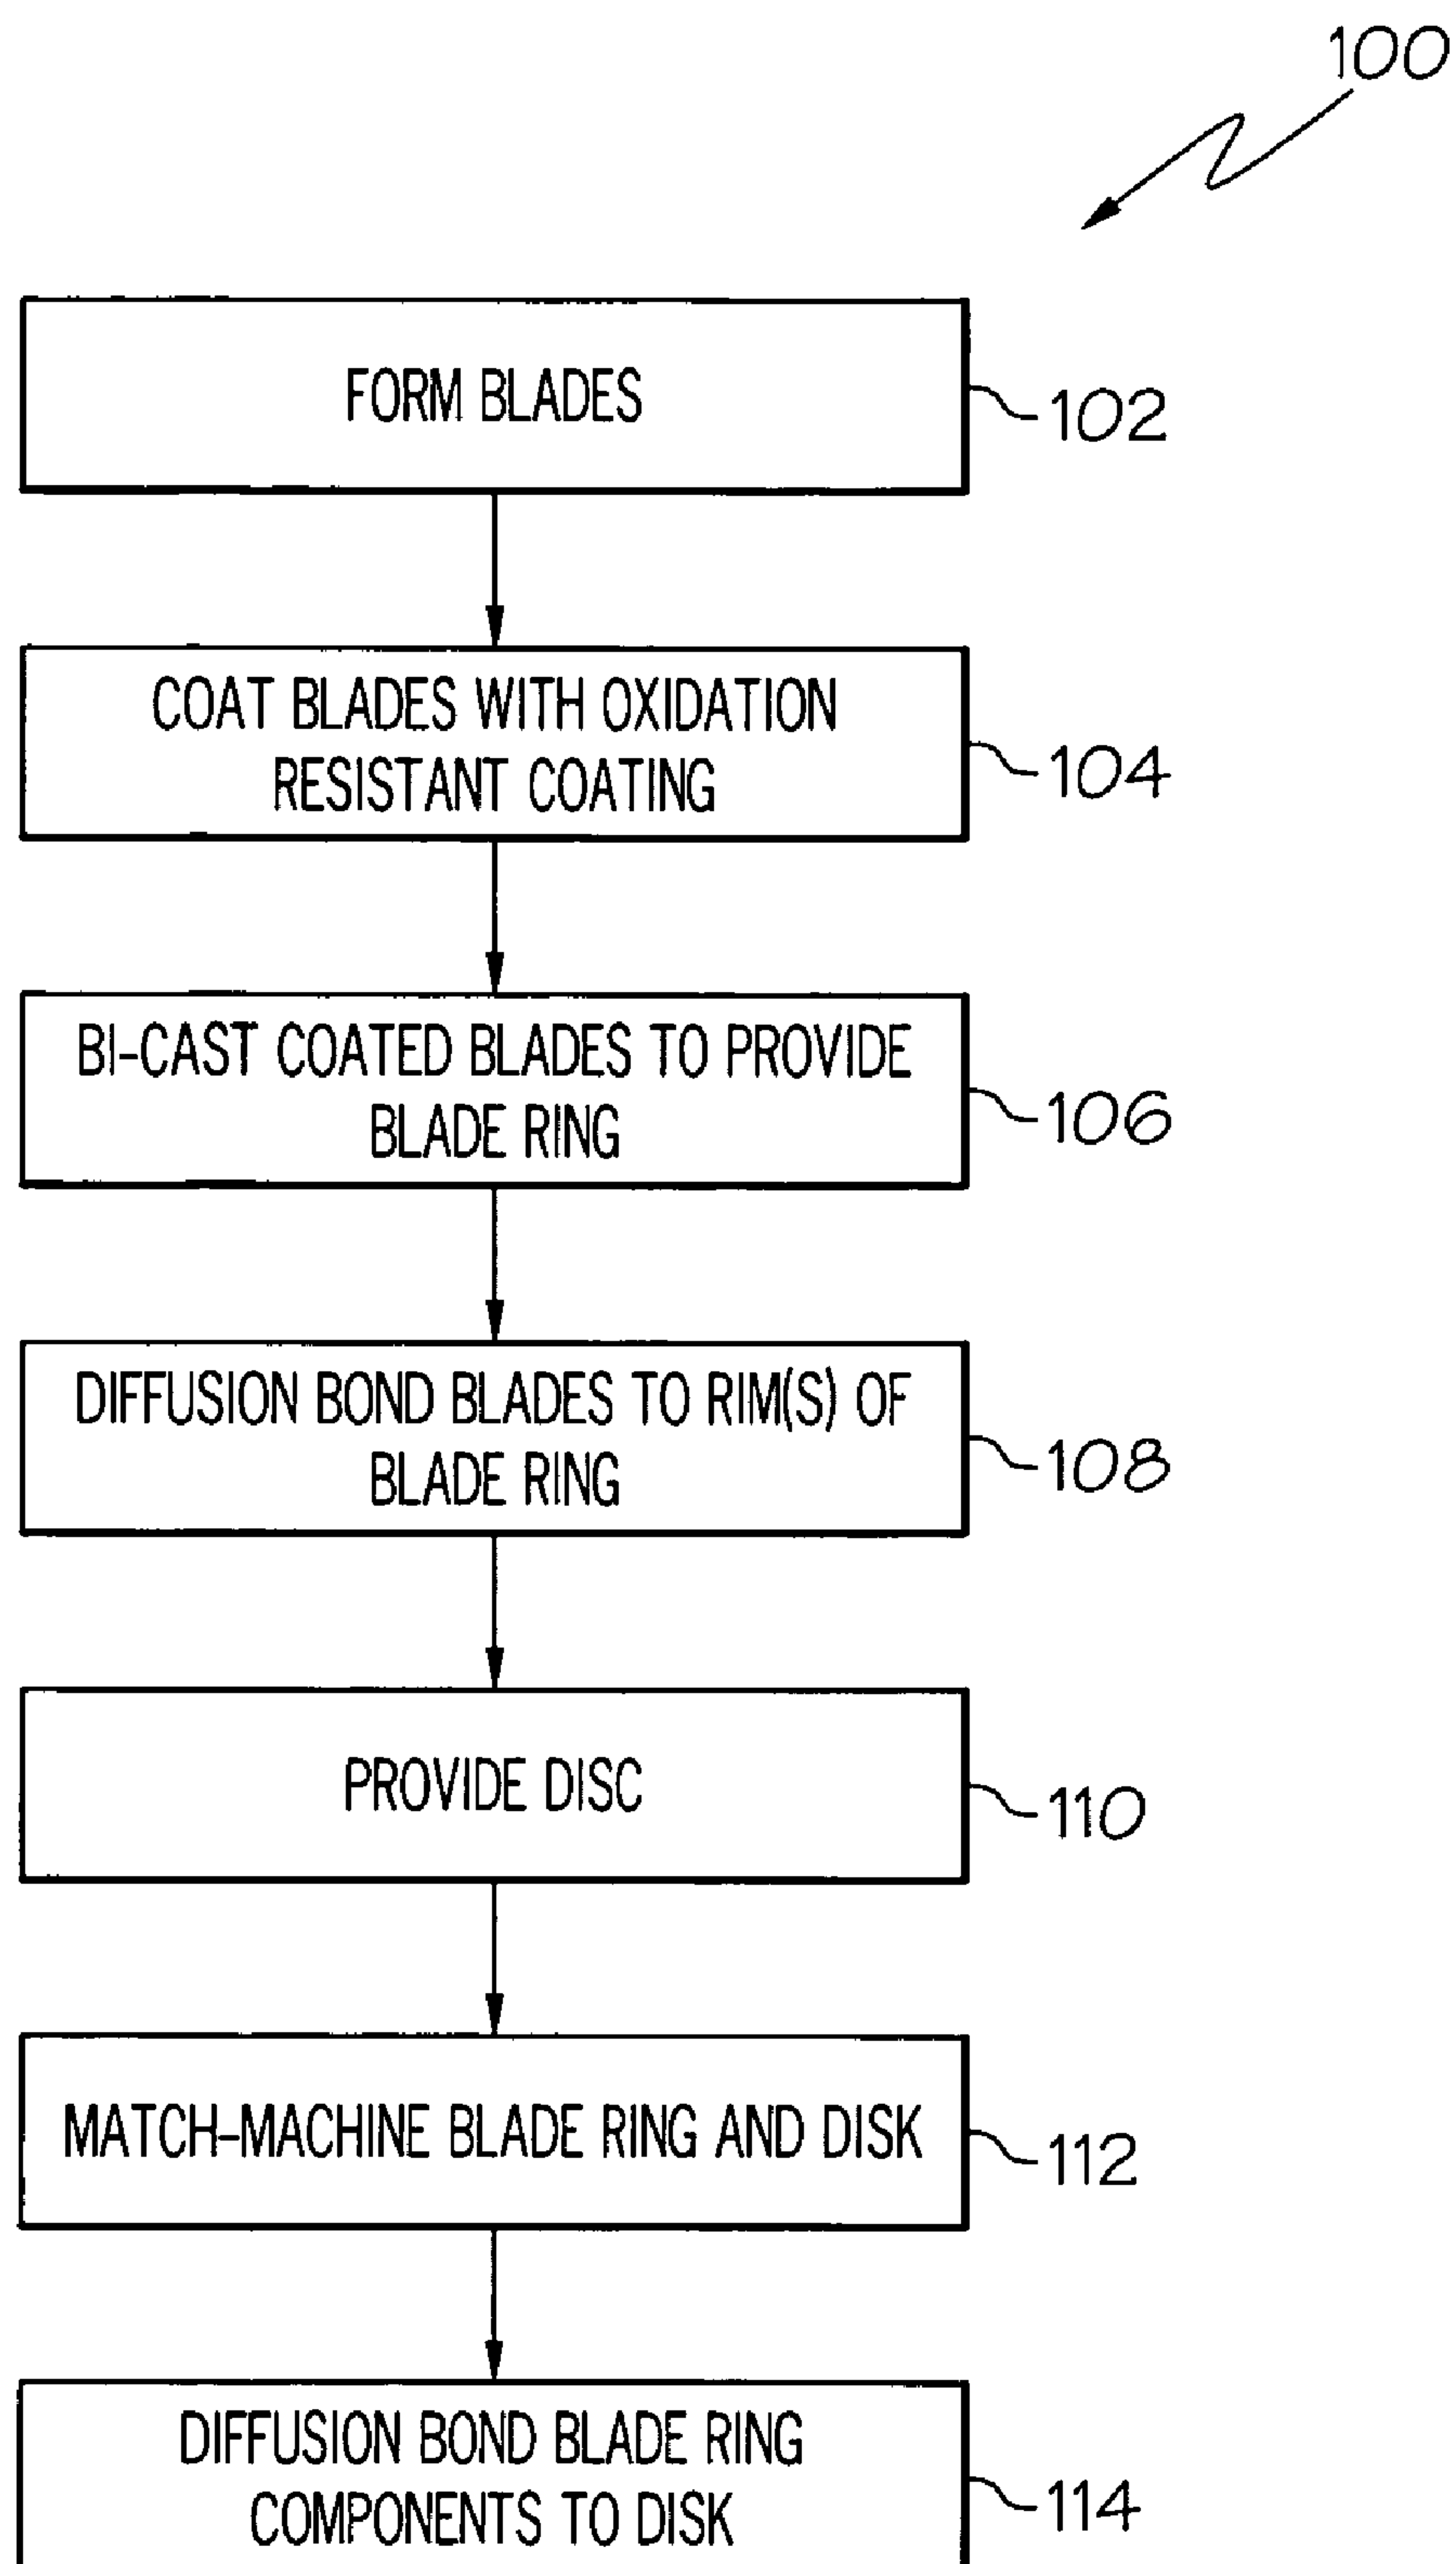 100
FORM BLADES
102
COAT BLADES WITH OXIDATION
RESISTANT COATING
104
BI-CAST COATED BLADES TO PROVIDE
BLADE RING
106
DIFFUSION BOND BLADES TO RIM(S) OF
BLADE RING
108
PROVIDE DISC
110
MATCH-MACHINE BLADE RING AND DISK
112
DIFFUSION BOND BLADE RING
COMPONENTS TO DISK
114